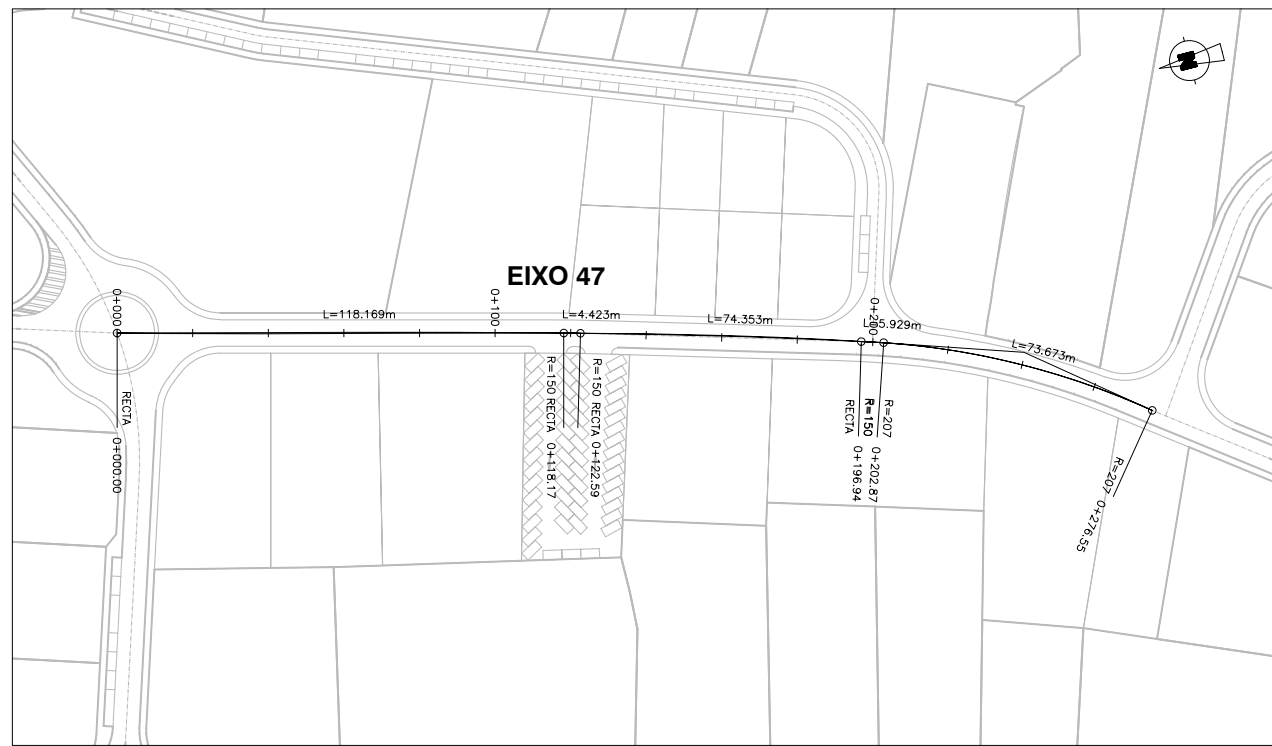 N
EIXO 47
0+000
0+100
0+200
L=118.169m
L=4.423m
L=74.353m
L=5.929m
L=73.673m
RECTA 0+000.00
R=150 RECTA 0+118.17
R=150 RECTA 0+122.59
RECTA R=150 0+196.94
R=150 R=207 0+202.87
R=207 0+276.55